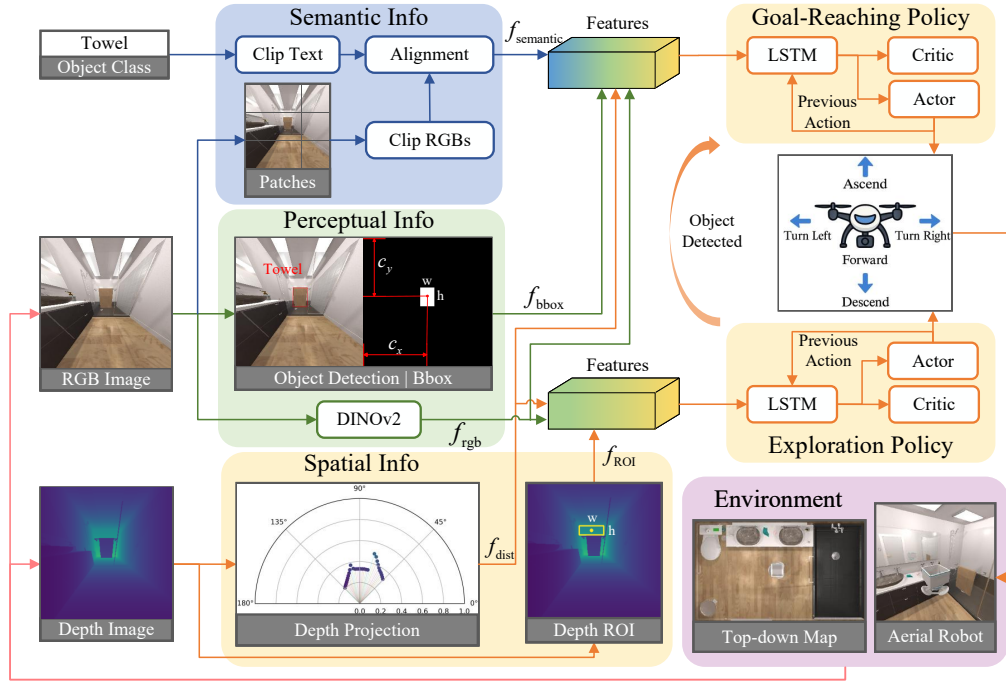 Semantic Info
Towel
Object Class
Clip Text
Alignment
Clip RGBs
Patches
f_semantic
Features
Goal-Reaching Policy
LSTM
Critic
Actor
Previous
Action
Ascend
Turn Left
Turn Right
Forward
Descend
Object
Detected
Perceptual Info
Towel
c_y
w
h
c_x
Object Detection | Bbox
f_bbox
RGB Image
DINOv2
f_rgb
Features
Previous
Action
Actor
LSTM
Critic
Exploration Policy
Spatial Info
90°
135°
45°
180°
0°
0.0 0.2 0.4 0.6 0.8 1.0
Depth Projection
f_dist
f_ROI
w
h
Depth ROI
Depth Image
Environment
Top-down Map
Aerial Robot